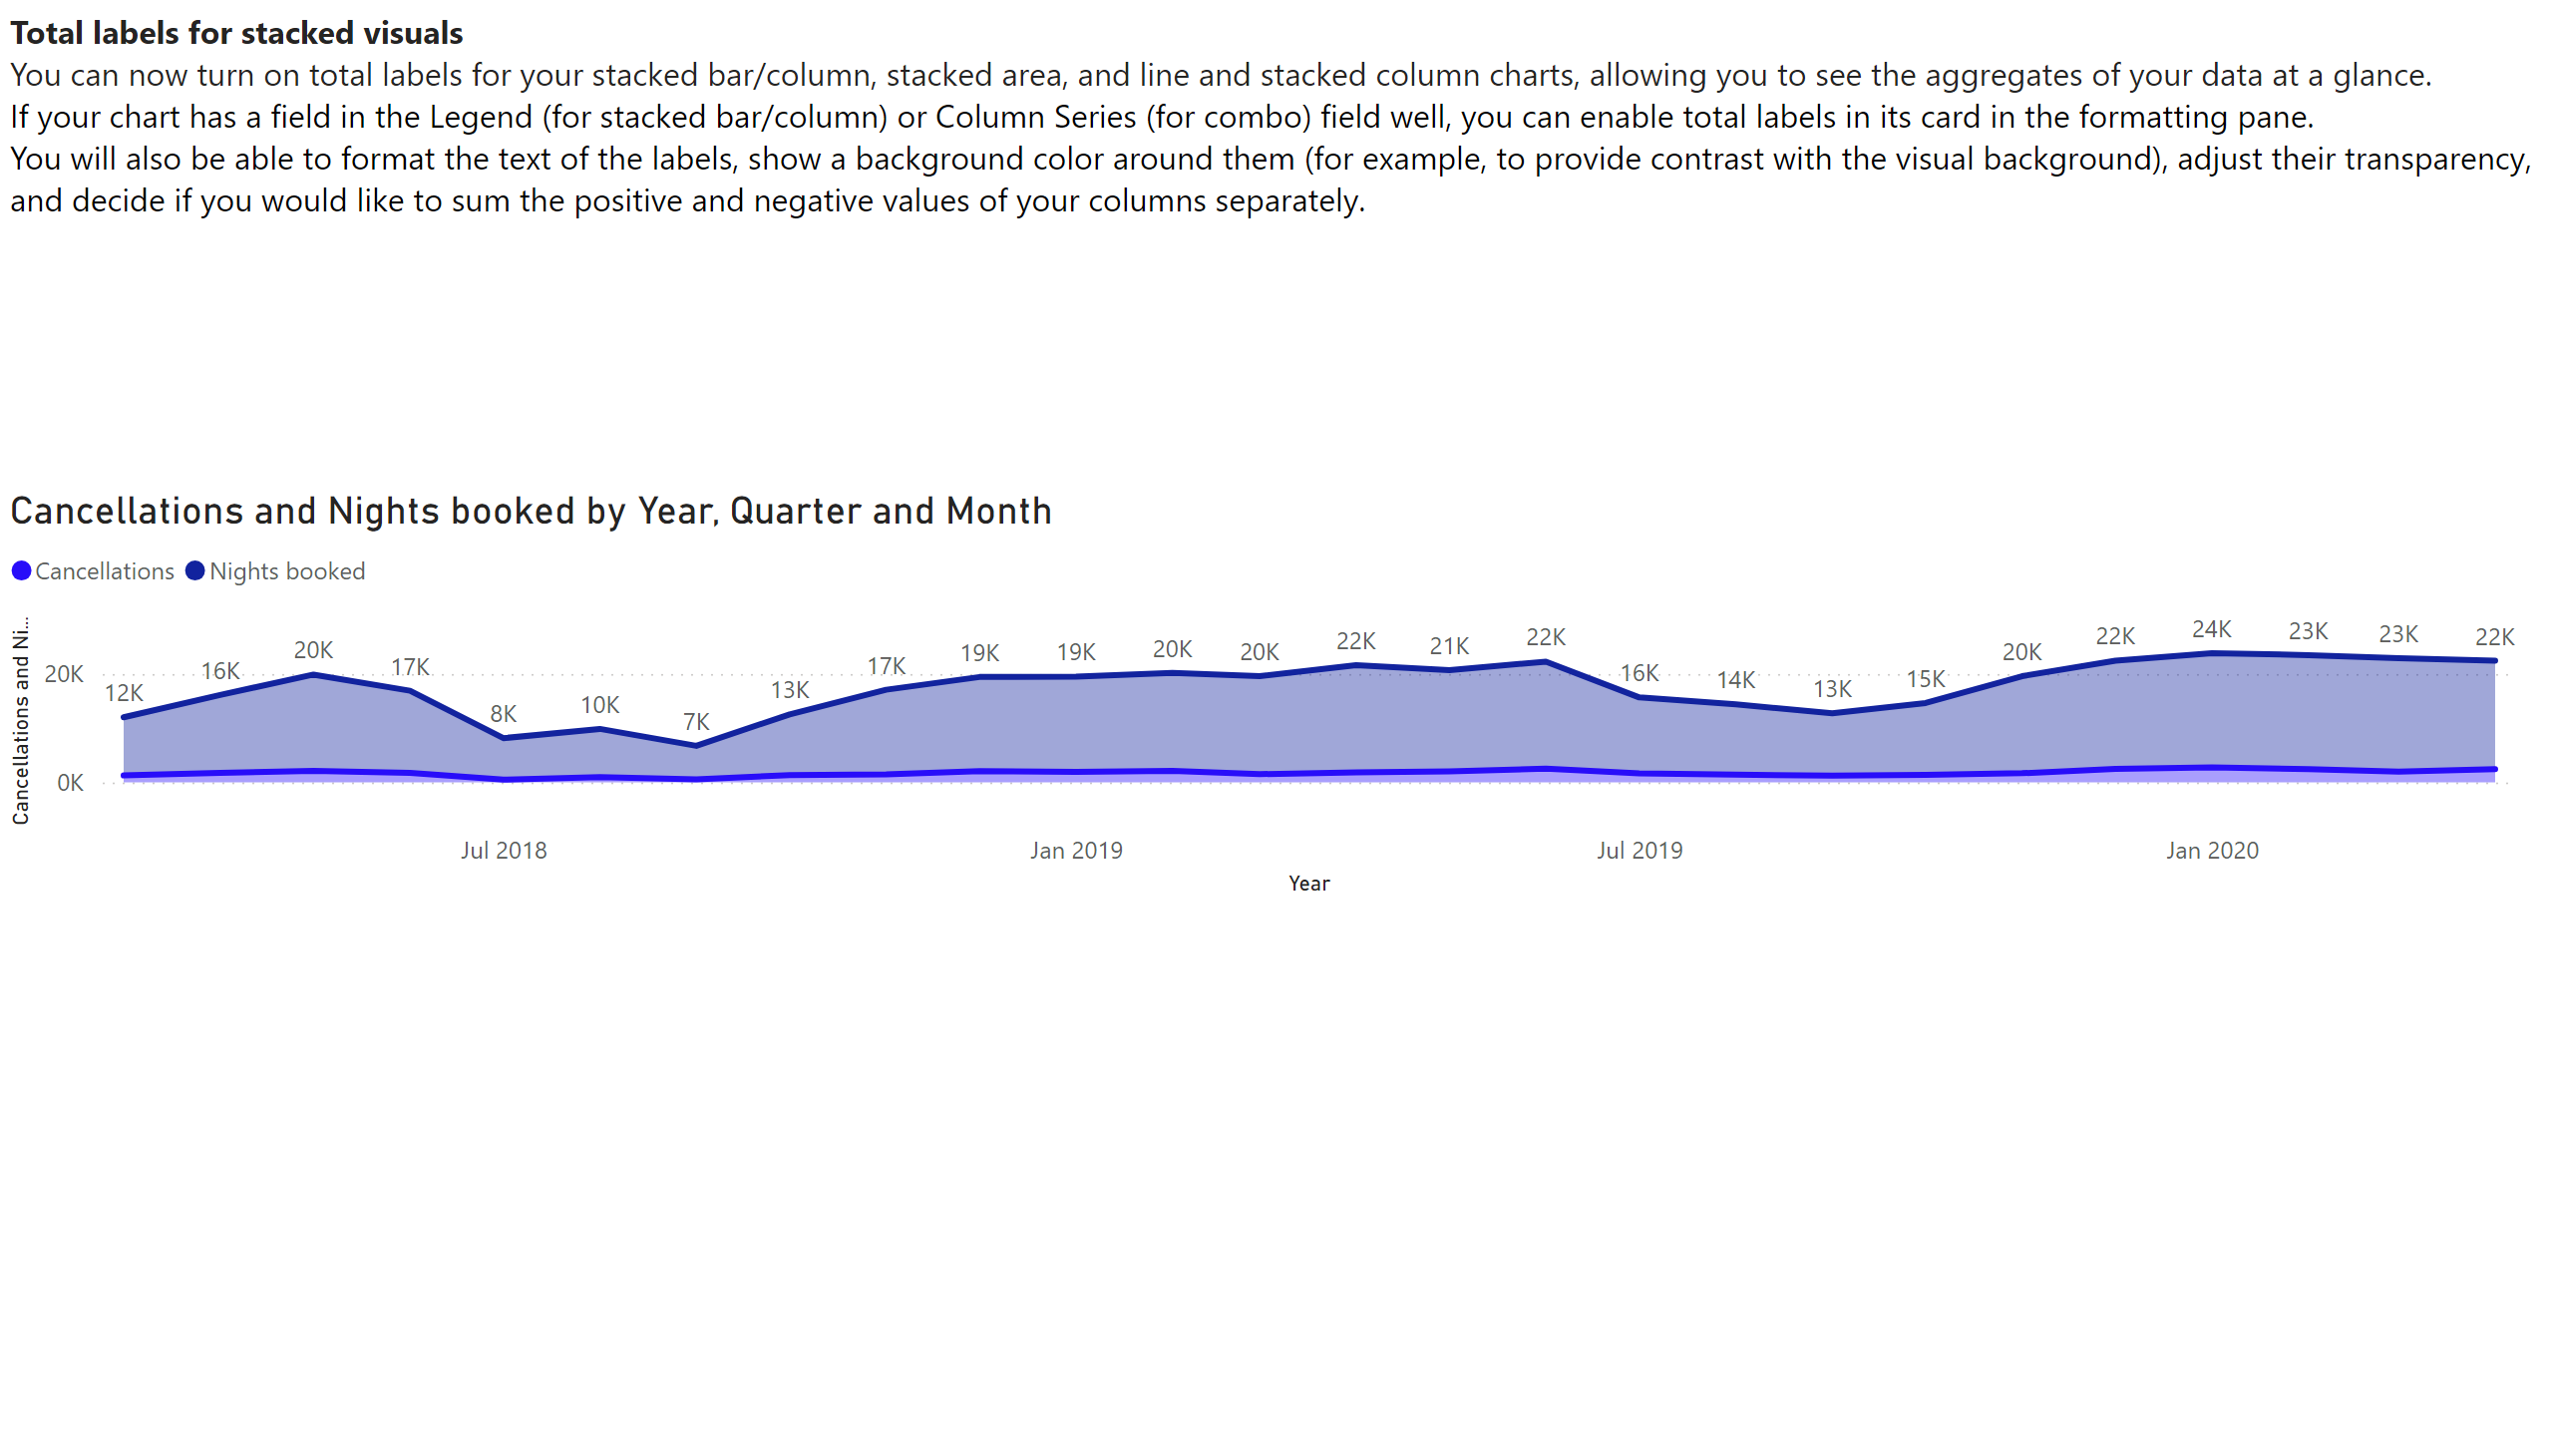 Total labels for stacked visuals
You can now turn on total labels for your stacked bar/column, stacked area, and line and stacked column charts, allowing you to see the aggregates of your data at a glance.
If your chart has a field in the Legend (for stacked bar/column) or Column Series (for combo) field well, you can enable total labels in its card in the formatting pane.
You will also be able to format the text of the labels, show a background color around them (for example, to provide contrast with the visual background), adjust their transparency,
and decide if you would like to sum the positive and negative values of your columns separately.
Cancellations and Nights booked by Year, Quarter and Month
Cancellations Nights booked
Cancellations and Ni...
20K
0K
12K 16K 20K 17K 8K 10K 7K 13K 17K 19K 19K 20K 20K 22K 21K 22K 16K 14K 13K 15K 20K 22K 24K 23K 23K 22K
Jul 2018 Jan 2019 Jul 2019 Jan 2020
Year